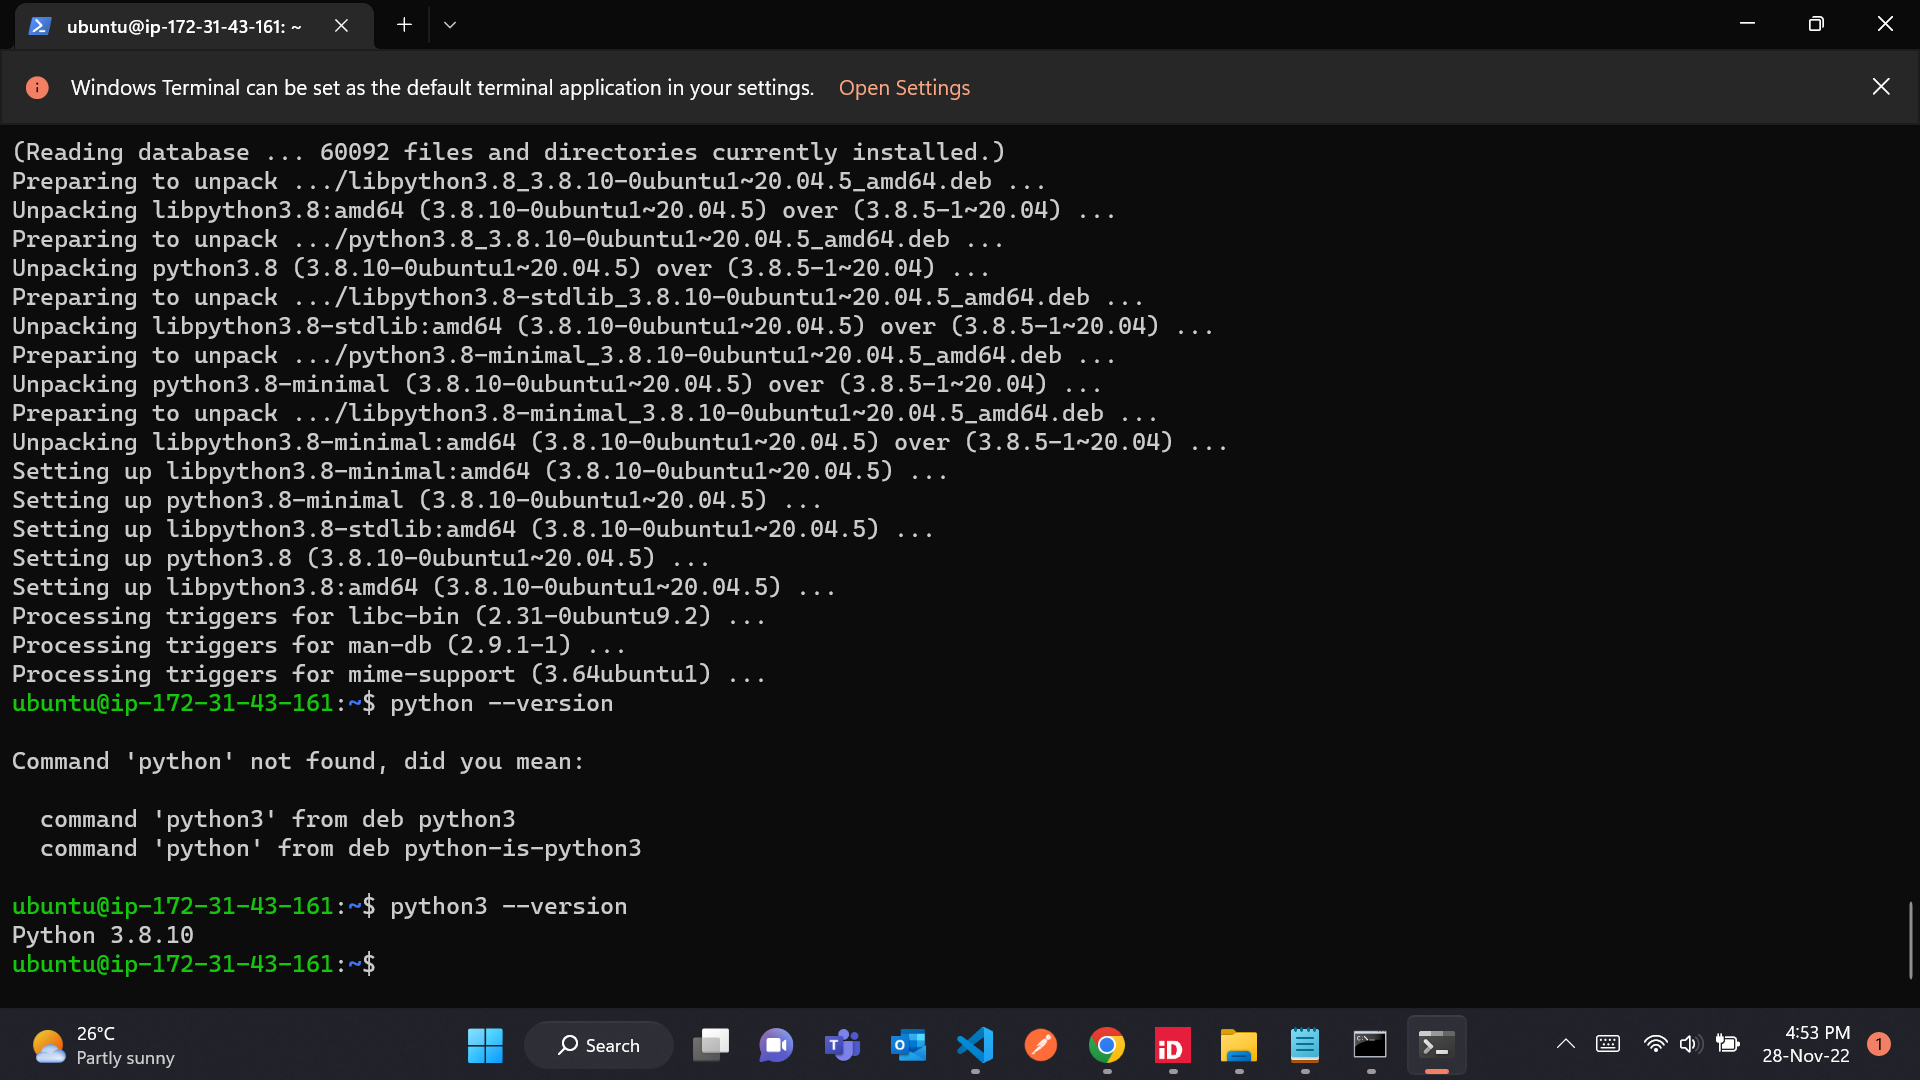 ubuntu@ip-172-31-43-161: ~
Windows Terminal can be set as the default terminal application in your settings. Open Settings
(Reading database ... 60092 files and directories currently installed.)
Preparing to unpack .../libpython3.8_3.8.10-0ubuntu1~20.04.5_amd64.deb ...
Unpacking libpython3.8:amd64 (3.8.10-0ubuntu1~20.04.5) over (3.8.5-1~20.04) ...
Preparing to unpack .../python3.8_3.8.10-0ubuntu1~20.04.5_amd64.deb ...
Unpacking python3.8 (3.8.10-0ubuntu1~20.04.5) over (3.8.5-1~20.04) ...
Preparing to unpack .../libpython3.8-stdlib_3.8.10-0ubuntu1~20.04.5_amd64.deb ...
Unpacking libpython3.8-stdlib:amd64 (3.8.10-0ubuntu1~20.04.5) over (3.8.5-1~20.04) ...
Preparing to unpack .../python3.8-minimal_3.8.10-0ubuntu1~20.04.5_amd64.deb ...
Unpacking python3.8-minimal (3.8.10-0ubuntu1~20.04.5) over (3.8.5-1~20.04) ...
Preparing to unpack .../libpython3.8-minimal_3.8.10-0ubuntu1~20.04.5_amd64.deb ...
Unpacking libpython3.8-minimal:amd64 (3.8.10-0ubuntu1~20.04.5) over (3.8.5-1~20.04) ...
Setting up libpython3.8-minimal:amd64 (3.8.10-0ubuntu1~20.04.5) ...
Setting up python3.8-minimal (3.8.10-0ubuntu1~20.04.5) ...
Setting up libpython3.8-stdlib:amd64 (3.8.10-0ubuntu1~20.04.5) ...
Setting up python3.8 (3.8.10-0ubuntu1~20.04.5) ...
Setting up libpython3.8:amd64 (3.8.10-0ubuntu1~20.04.5) ...
Processing triggers for libc-bin (2.31-0ubuntu9.2) ...
Processing triggers for man-db (2.9.1-1) ...
Processing triggers for mime-support (3.64ubuntu1) ...
ubuntu@ip-172-31-43-161:~$ python --version
Command 'python' not found, did you mean:
command 'python3' from deb python3
command 'python' from deb python-is-python3
ubuntu@ip-172-31-43-161:~$ python3 --version
Python 3.8.10
ubuntu@ip-172-31-43-161:~$
26°C
Partly sunny
Search
iD
4:53 PM
28-Nov-22
1